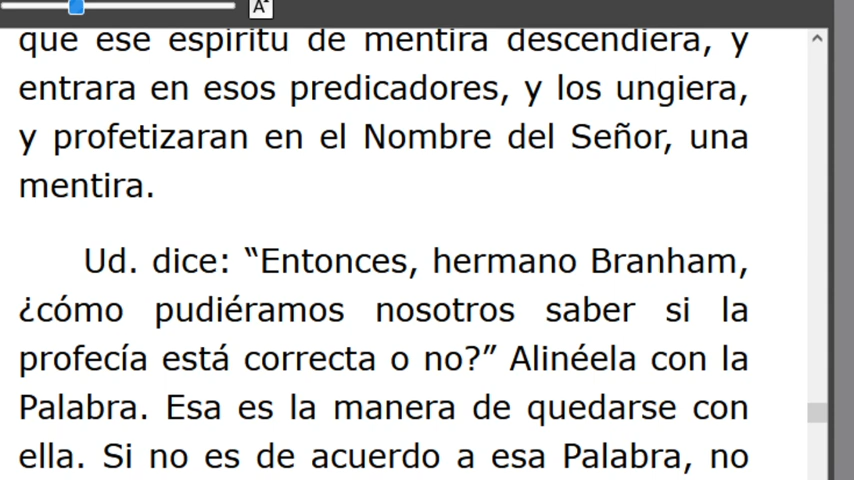 A
que ese espíritu de mentira descendiera, y
entrara en esos predicadores, y los ungiera,
y profetizaran en el Nombre del Señor, una
mentira.
Ud. dice: “Entonces, hermano Branham,
¿cómo pudiéramos nosotros saber si la
profecía está correcta o no?” Alinéela con la
Palabra. Esa es la manera de quedarse con
ella. Si no es de acuerdo a esa Palabra, no